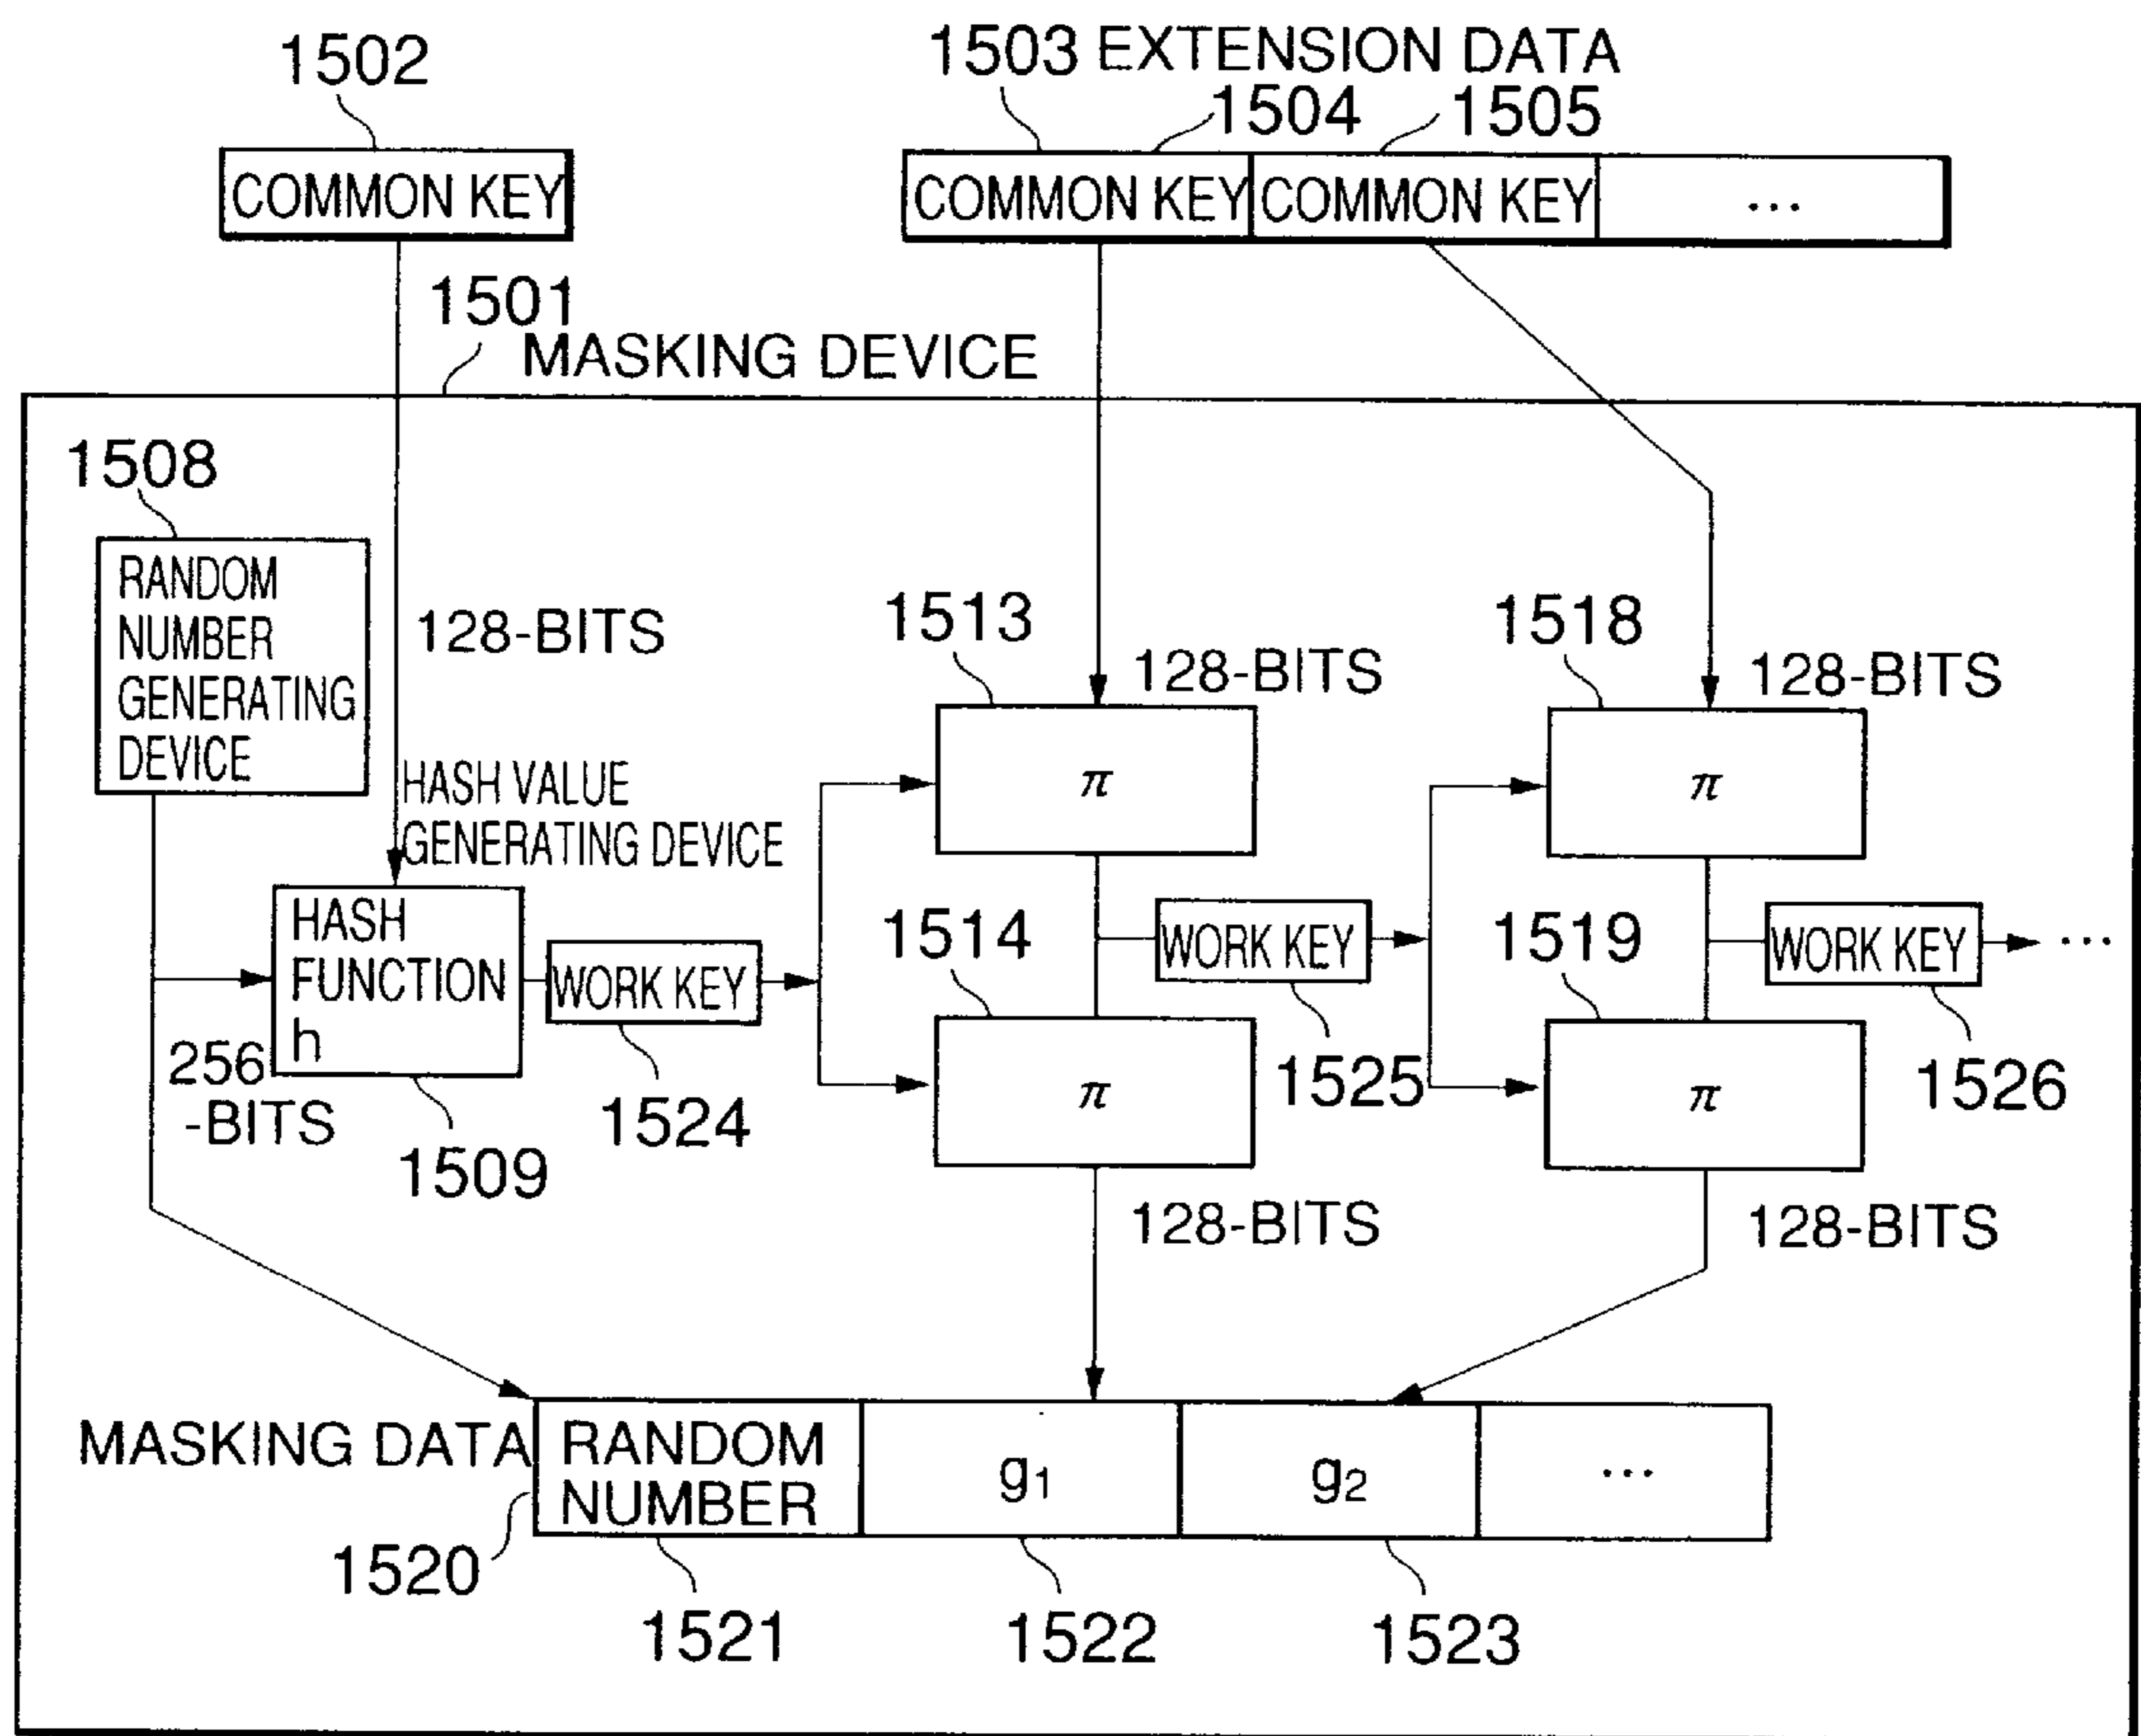 1502
1503 EXTENSION DATA
1504
1505
COMMON KEY
COMMON KEY
COMMON KEY
...
1501
MASKING DEVICE
1508
RANDOM
NUMBER
GENERATING
DEVICE
128-BITS
HASH VALUE
GENERATING DEVICE
1513
128-BITS
π
1518
128-BITS
π
HASH
FUNCTION
h
256
-BITS
1509
WORK KEY
1524
1514
π
WORK KEY
1525
1519
π
WORK KEY
...
1526
128-BITS
128-BITS
MASKING DATA
1520
RANDOM
NUMBER
g1
g2
...
1521
1522
1523